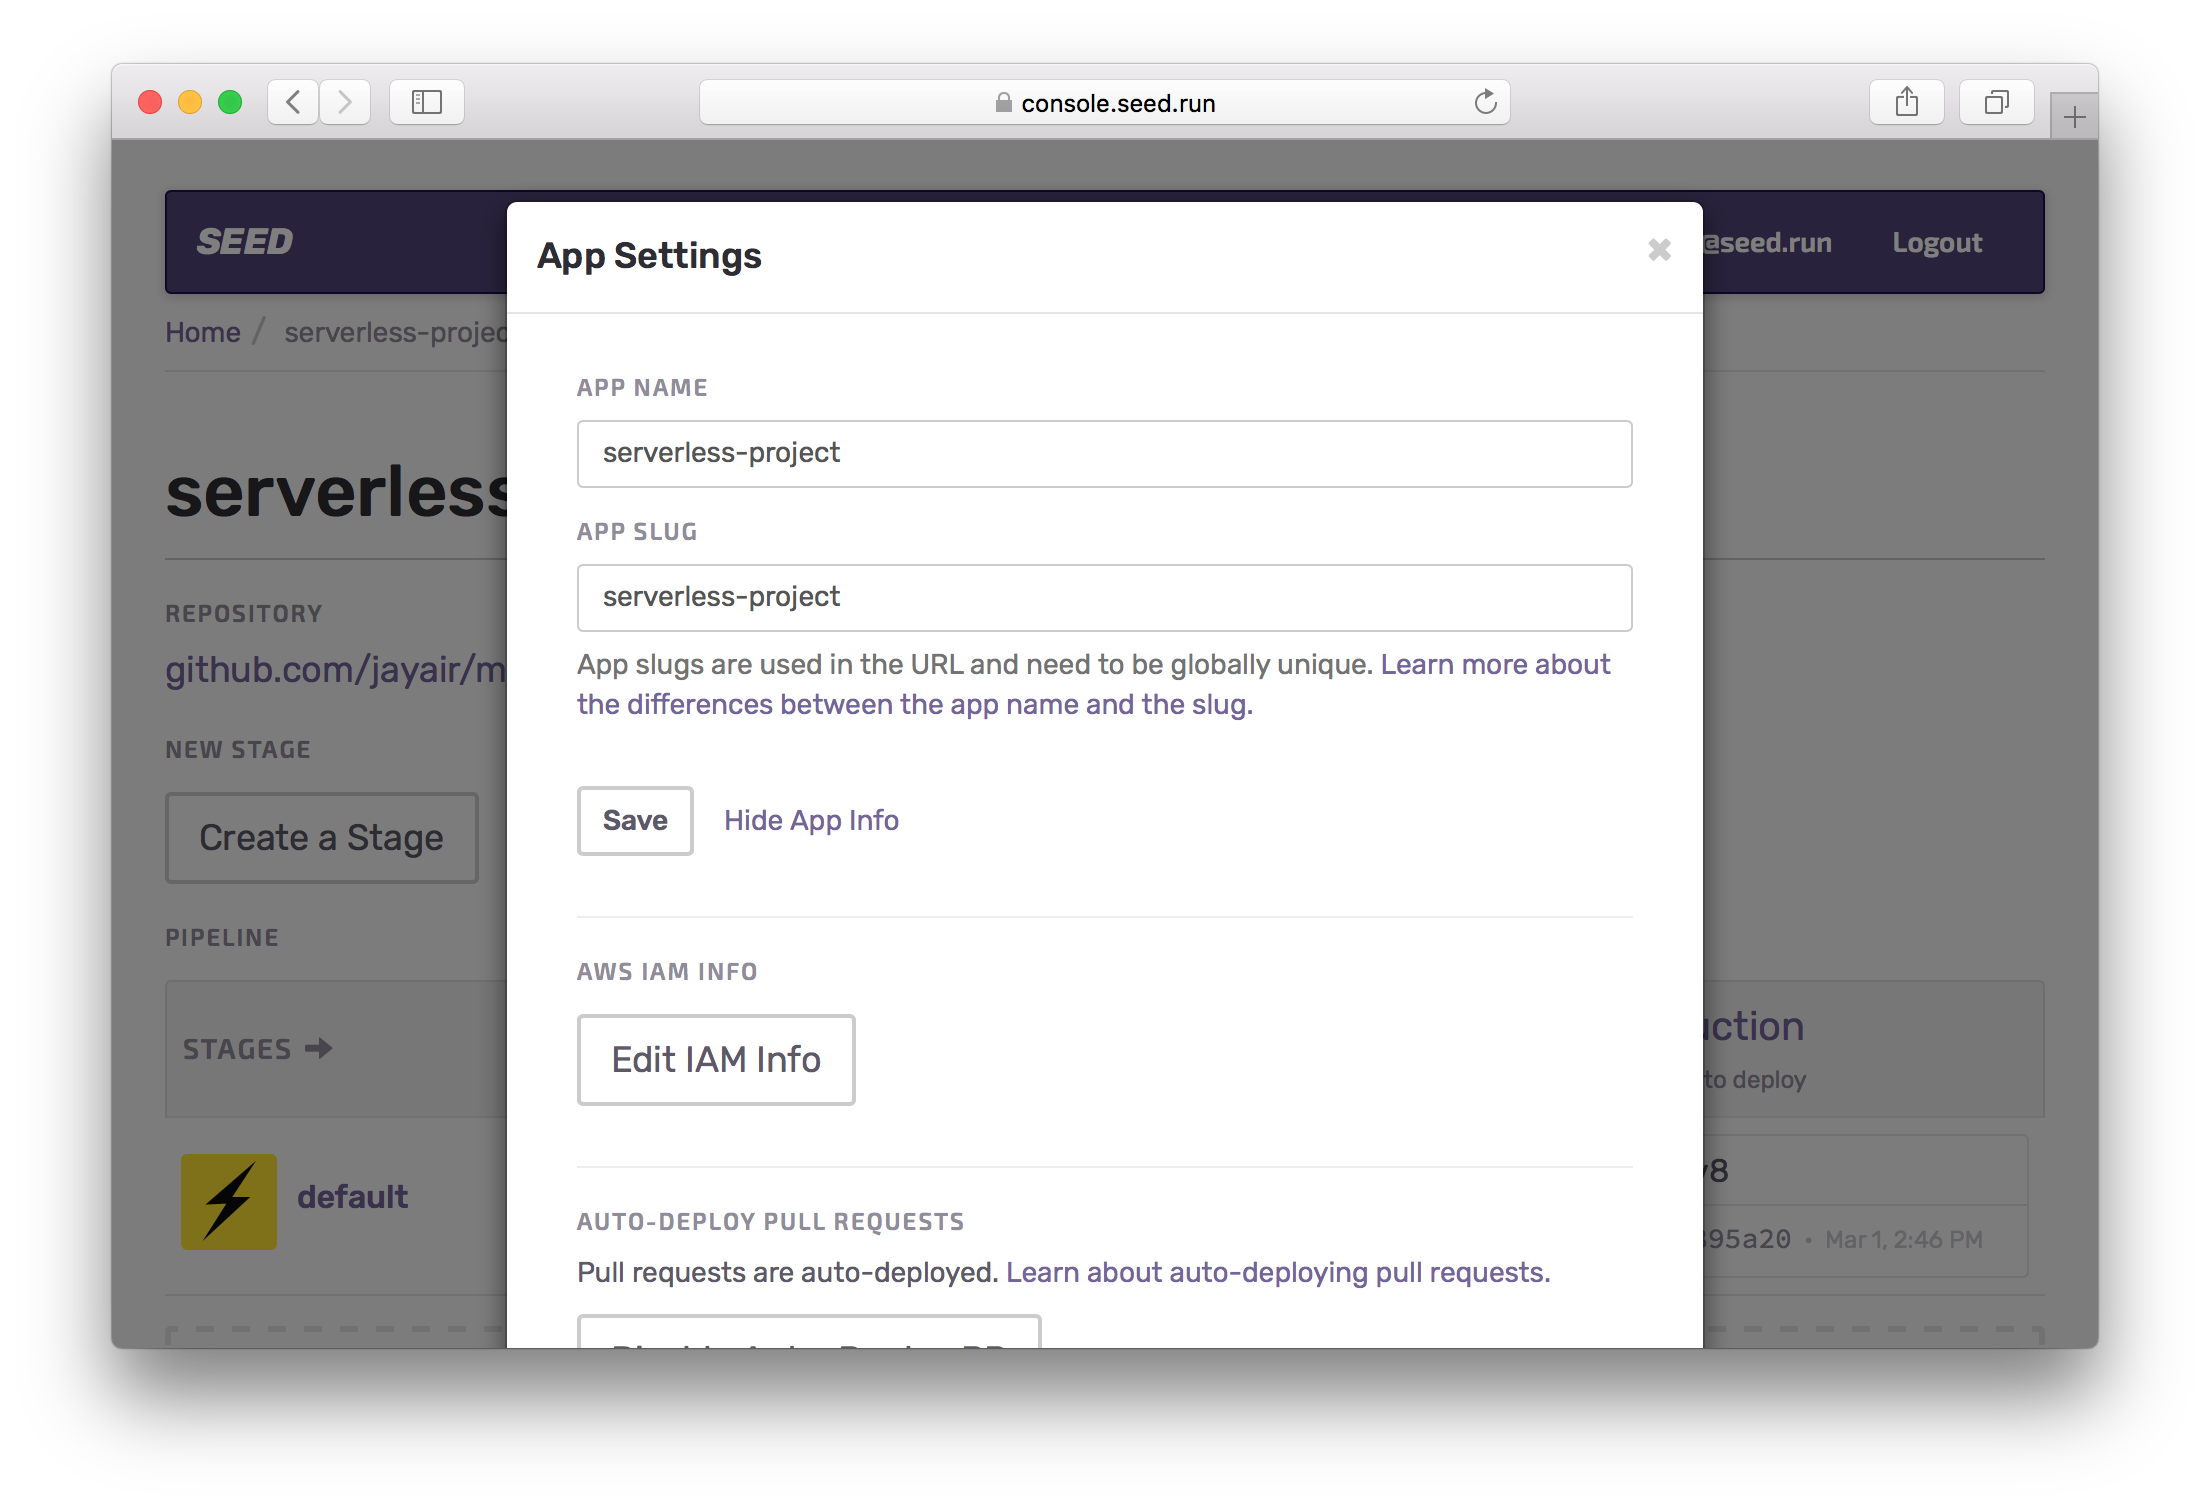 console.seed.run
SEED
@seed.run
Logout
Home / serverless-projec
App Settings
APP NAME
serverless-project
APP SLUG
serverless-project
App slugs are used in the URL and need to be globally unique. Learn more about
the differences between the app name and the slug.
Save
Hide App Info
AWS IAM INFO
Edit IAM Info
AUTO-DEPLOY PULL REQUESTS
Pull requests are auto-deployed. Learn about auto-deploying pull requests.
serverless
REPOSITORY
github.com/jayair/m
NEW STAGE
Create a Stage
PIPELINE
STAGES
default
uction
to deploy
v8
395a20 • Mar 1, 2:46 PM